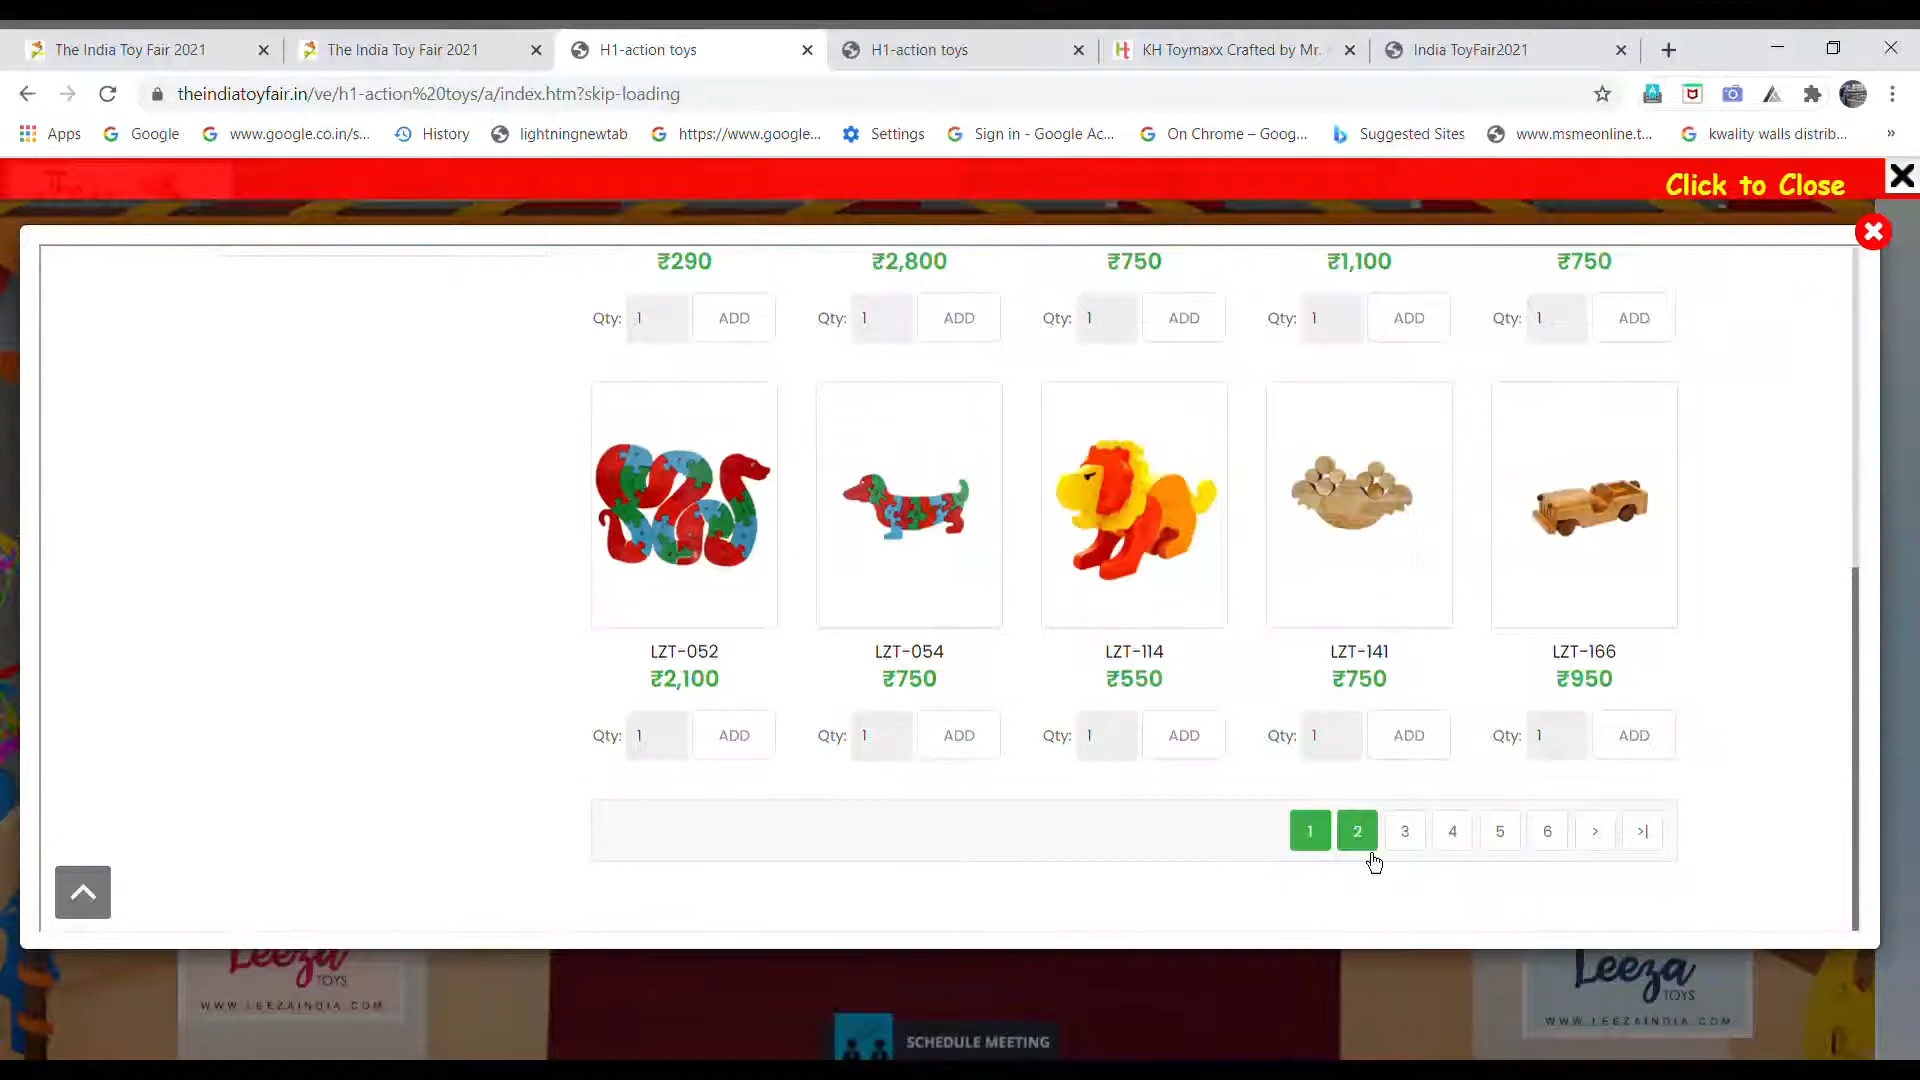 The India Toy Fair 2021
The India Toy Fair 2021
H1-action toys
H1-action toys
KH Toymaxx Crafted by Mr.
India ToyFair2021
theindiatoyfair.in/ve/h1-action%20toys/a/index.htm?skip-loading
Apps
Google
www.google.co.in/s...
History
lightningnewtab
https://www.google...
Settings
Sign in - Google Ac...
On Chrome – Goog...
Suggested Sites
www.msmeonline.t...
kwality walls distrib...
»
The
Click to Close
₹290 ₹2,800 ₹750 ₹1,100 ₹750
Qty: 1 ADD Qty: 1 ADD Qty: 1 ADD Qty: 1 ADD Qty: 1 ADD
LZT-052 LZT-054 LZT-114 LZT-141 LZT-166
₹2,100 ₹750 ₹550 ₹750 ₹950
Qty: 1 ADD Qty: 1 ADD Qty: 1 ADD Qty: 1 ADD Qty: 1 ADD
1 2 3 4 5 6 > >|
Leeza
TOYS
WWW.LEEZAINDIA.COM
Leeza
TOYS
WWW.LEEZAINDIA.COM
SCHEDULE MEETING